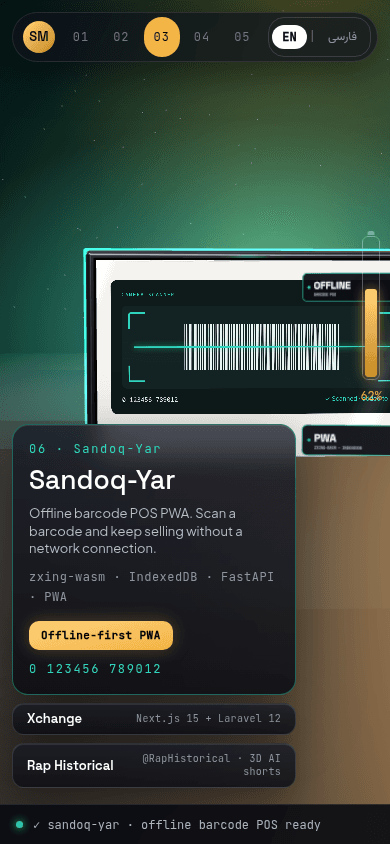 SM 01 02 03 04 05 EN | فارسی
CAMERA SCANNER
OFFLINE
0 123456 789012
62%
PWA
06 · Sandoq-Yar
Sandoq-Yar
Offline barcode POS PWA. Scan a
barcode and keep selling without a
network connection.
zxing-wasm · IndexedDB · FastAPI
· PWA
Offline-first PWA
0 123456 789012
Xchange Next.js 15 + Laravel 12
Rap Historical @RapHistorical · 3D AI
shorts
✓ sandoq-yar · offline barcode POS ready